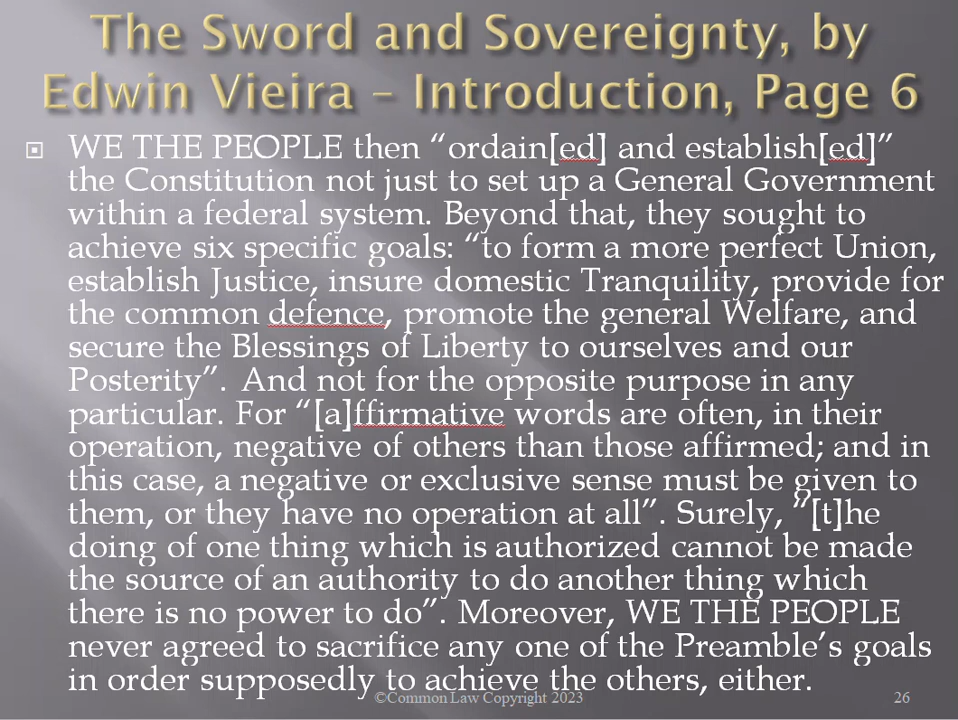 The Sword and Sovereignty, by
Edwin Vieira – Introduction, Page 6
WE THE PEOPLE then “ordain[ed] and establish[ed]”
the Constitution not just to set up a General Government
within a federal system. Beyond that, they sought to
achieve six specific goals: “to form a more perfect Union,
establish Justice, insure domestic Tranquility, provide for
the common defence, promote the general Welfare, and
secure the Blessings of Liberty to ourselves and our
Posterity”. And not for the opposite purpose in any
particular. For “[a]ffirmative words are often, in their
operation, negative of others than those affirmed; and in
this case, a negative or exclusive sense must be given to
them, or they have no operation at all”. Surely, “[t]he
doing of one thing which is authorized cannot be made
the source of an authority to do another thing which
there is no power to do”. Moreover, WE THE PEOPLE
never agreed to sacrifice any one of the Preamble’s goals
in order supposedly to achieve the others, either.
©Common Law Copyright 2023 26